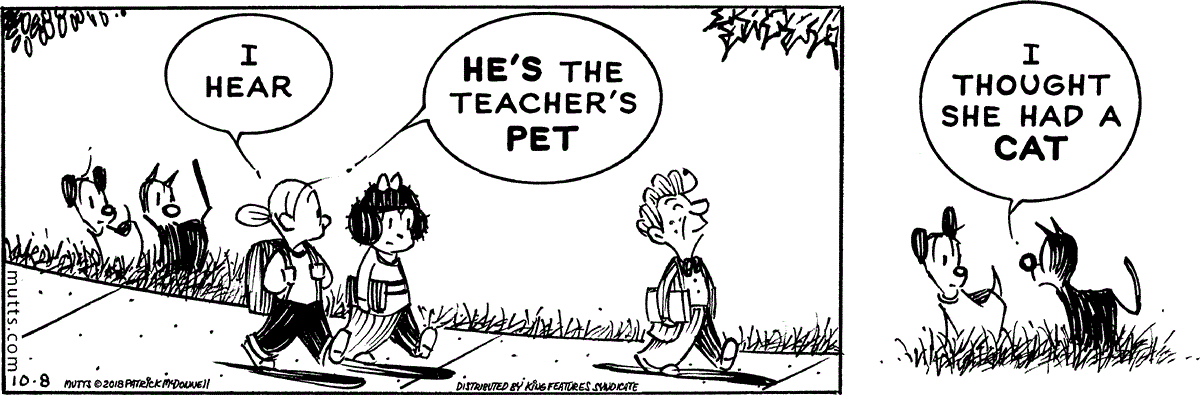 I
HEAR
HE'S THE
TEACHER'S
PET
I
THOUGHT
SHE HAD A
CAT
mutts.com
10-8
MUTTS © 2018 PATRICK McDONNELL
DISTRIBUTED BY KING FEATURES SYNDICATE